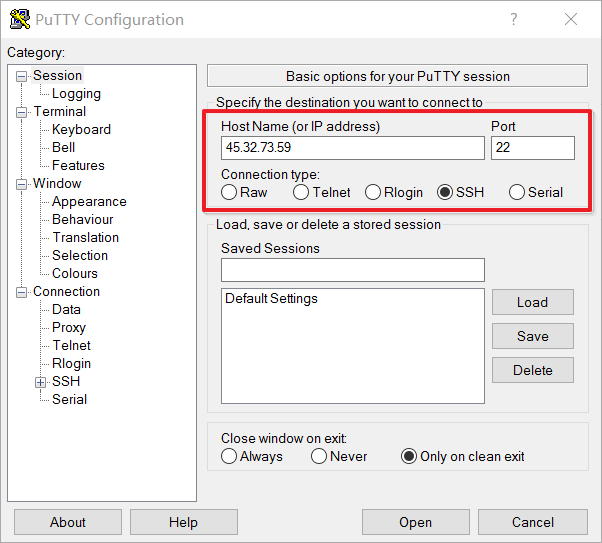 PuTTY Configuration
?
Category:
Session
Logging
Terminal
Keyboard
Bell
Features
Window
Appearance
Behaviour
Translation
Selection
Colours
Connection
Data
Proxy
Telnet
Rlogin
SSH
Serial
Basic options for your PuTTY session
Specify the destination you want to connect to
Host Name (or IP address) Port
45.32.73.59 22
Connection type:
Raw Telnet Rlogin SSH Serial
Load, save or delete a stored session
Saved Sessions
Default Settings
Load
Save
Delete
Close window on exit:
Always Never Only on clean exit
About Help Open Cancel